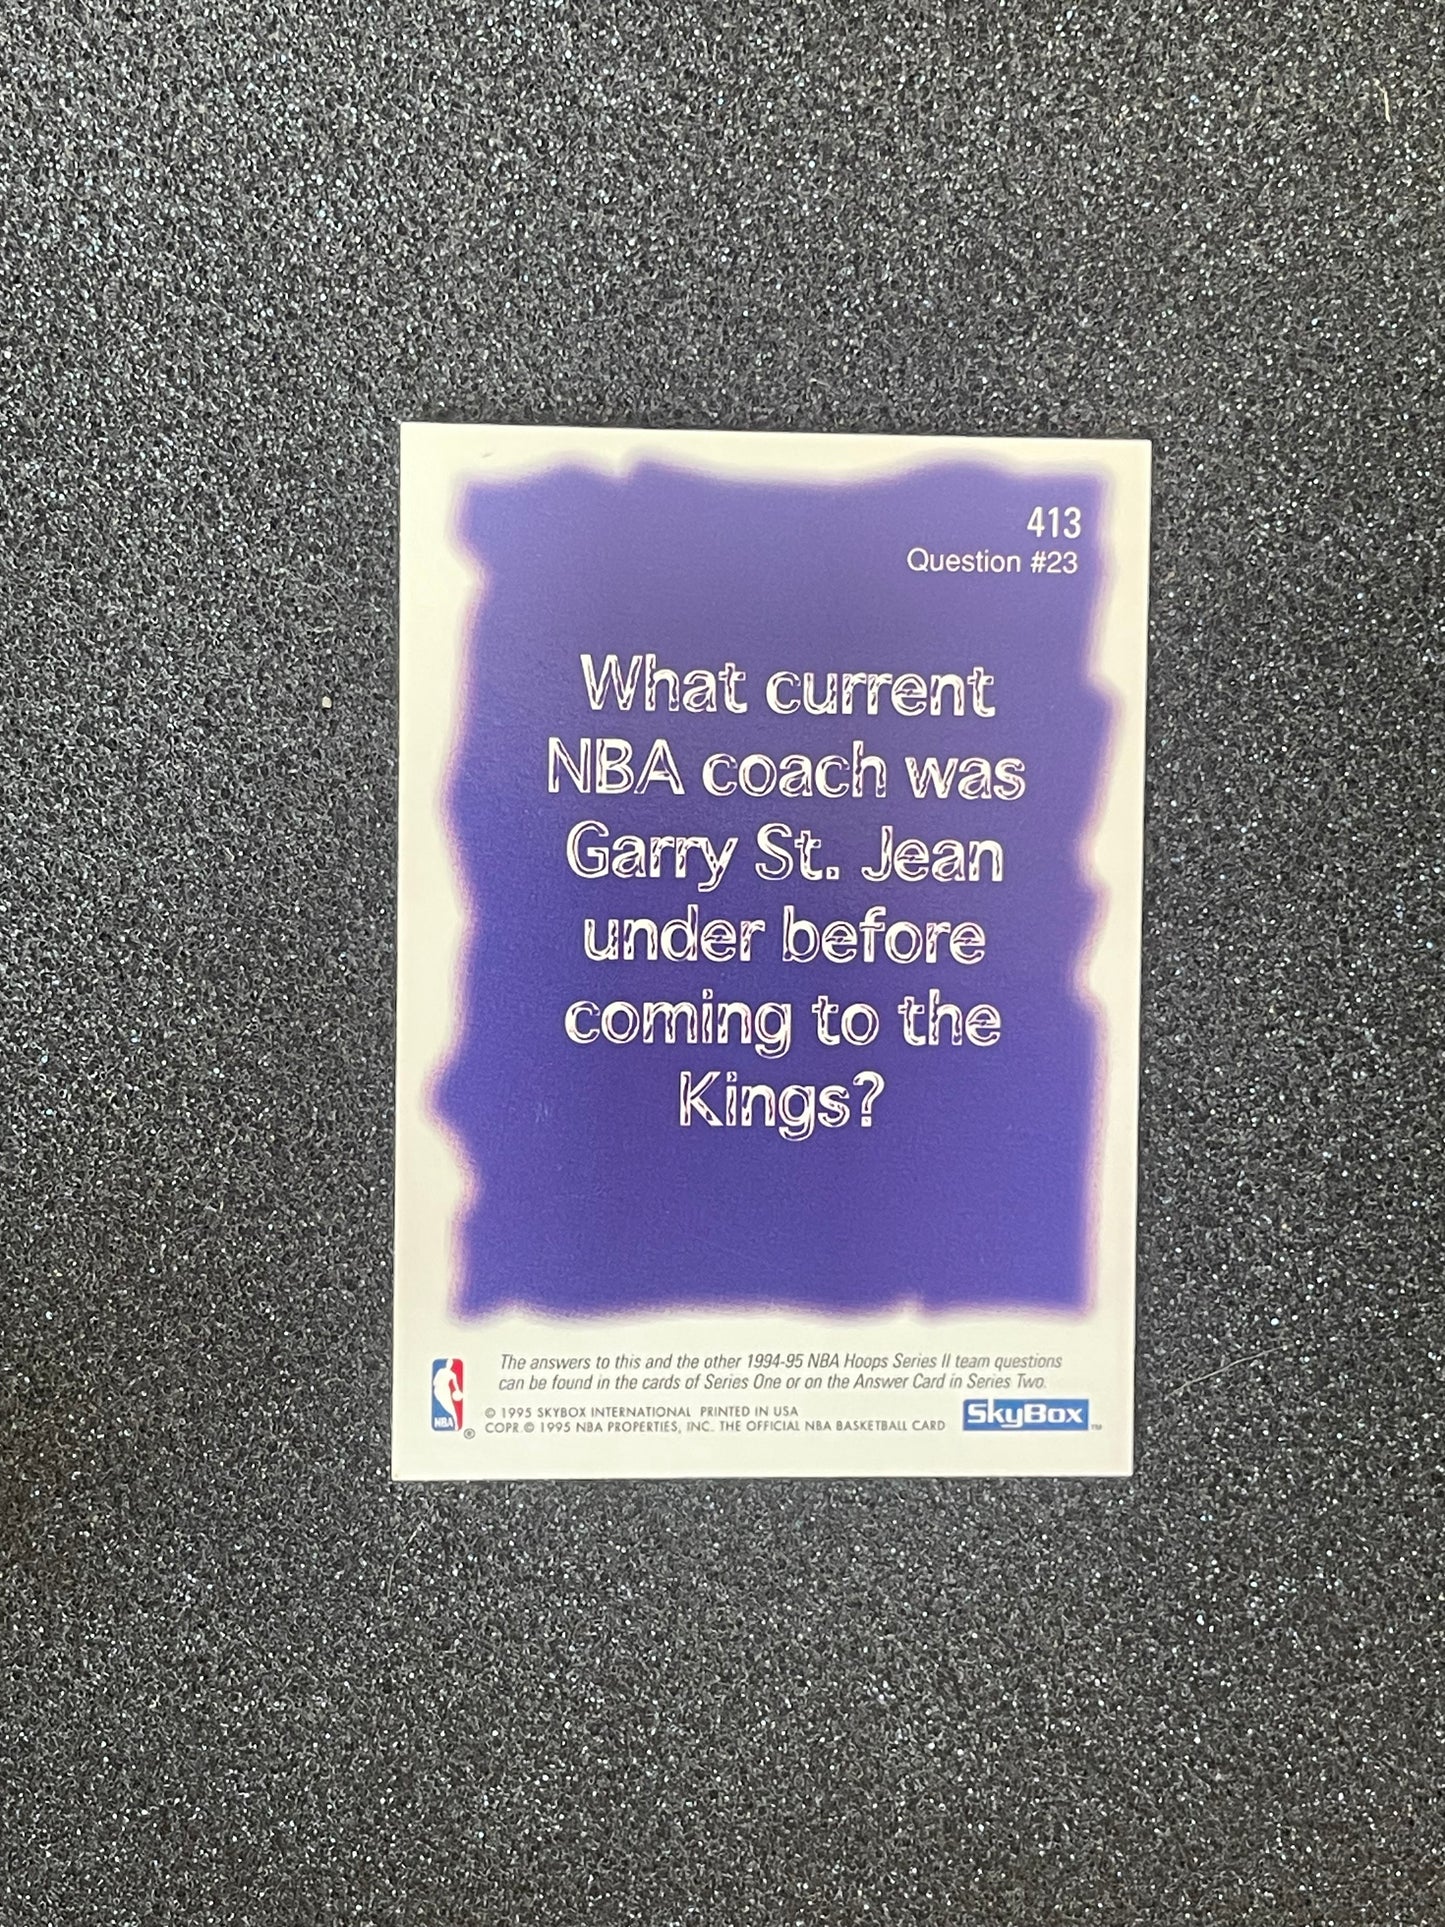 413
Question #23
What current
NBA coach was
Garry St. Jean
under before
coming to the
Kings?
The answers to this and the other 1994-95 NBA Hoops Series II team questions
can be found in the cards of Series One or on the Answer Card in Series Two.
© 1995 SKYBOX INTERNATIONAL PRINTED IN USA
COPR.© 1995 NBA PROPERTIES, INC. THE OFFICIAL NBA BASKETBALL CARD
NBA ®
SkyBox ™